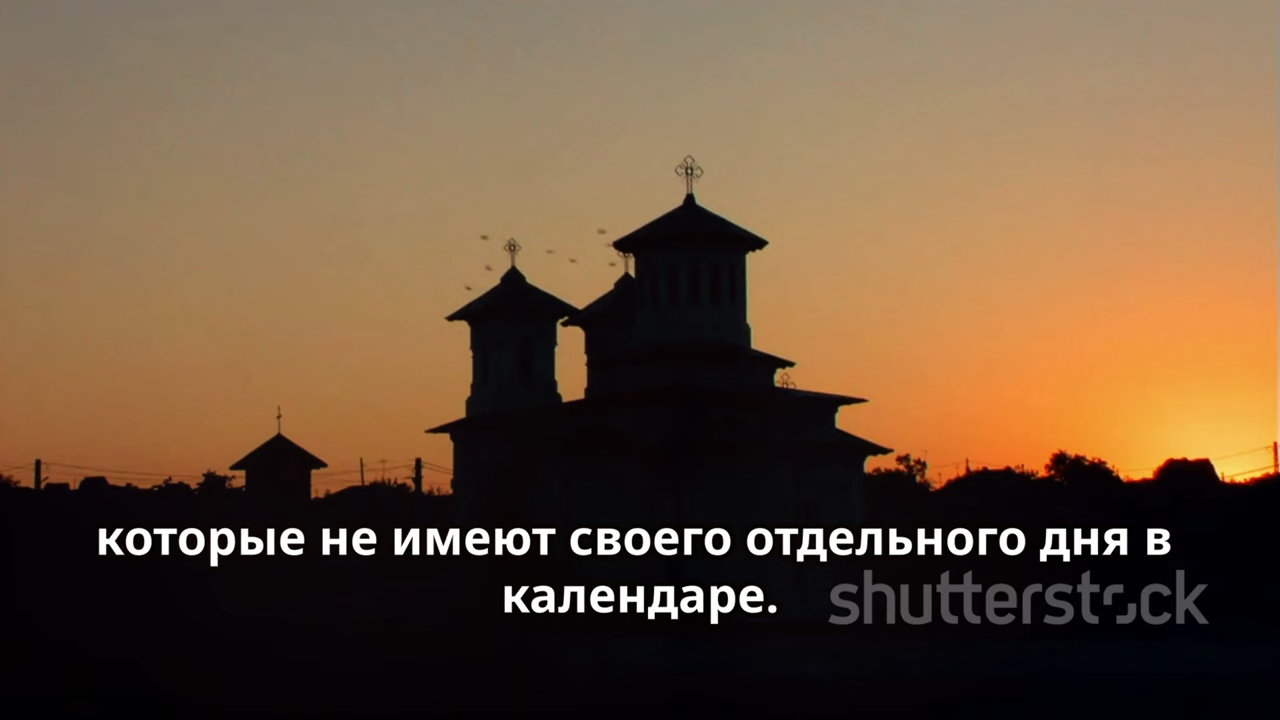 которые не имеют своего отдельного дня в
календаре.
shutterstock